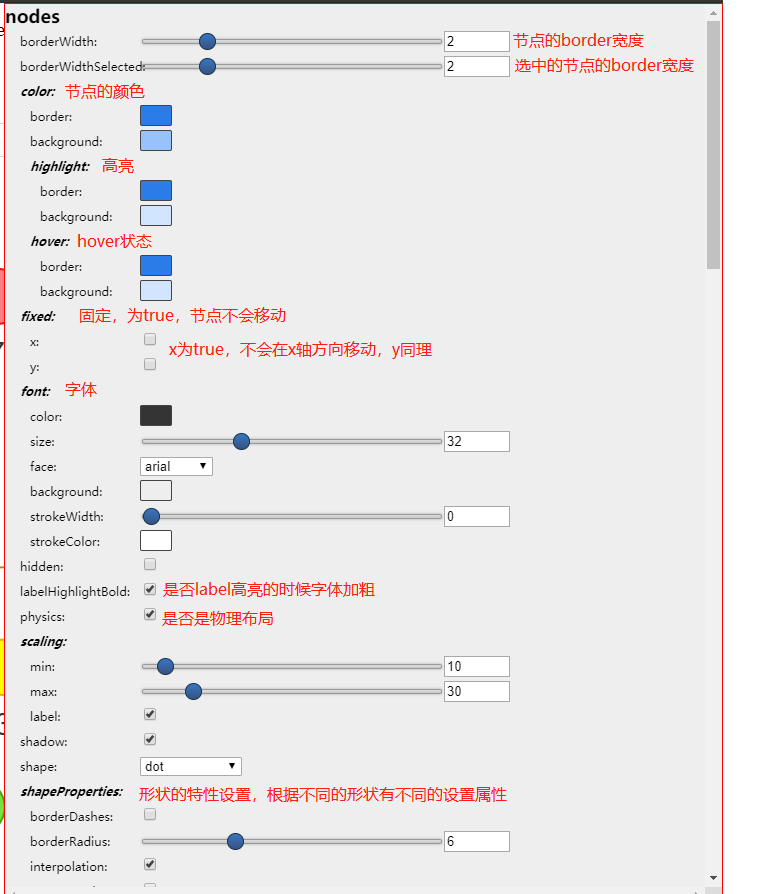 nodes
borderWidth: 2 节点的border宽度
borderWidthSelected: 2 选中的节点的border宽度
color: 节点的颜色
border:
background:
highlight: 高亮
border:
background:
hover: hover状态
border:
background:
fixed: 固定，为true，节点不会移动
x:
x为true，不会在x轴方向移动，y同理
y:
font: 字体
color:
size: 32
face: arial
background:
strokeWidth: 0
strokeColor:
hidden:
labelHighlightBold: 是否label高亮的时候字体加粗
physics: 是否是物理布局
scaling:
min: 10
max: 30
label:
shadow:
shape: dot
shapeProperties: 形状的特性设置，根据不同的形状有不同的设置属性
borderDashes:
borderRadius: 6
interpolation: